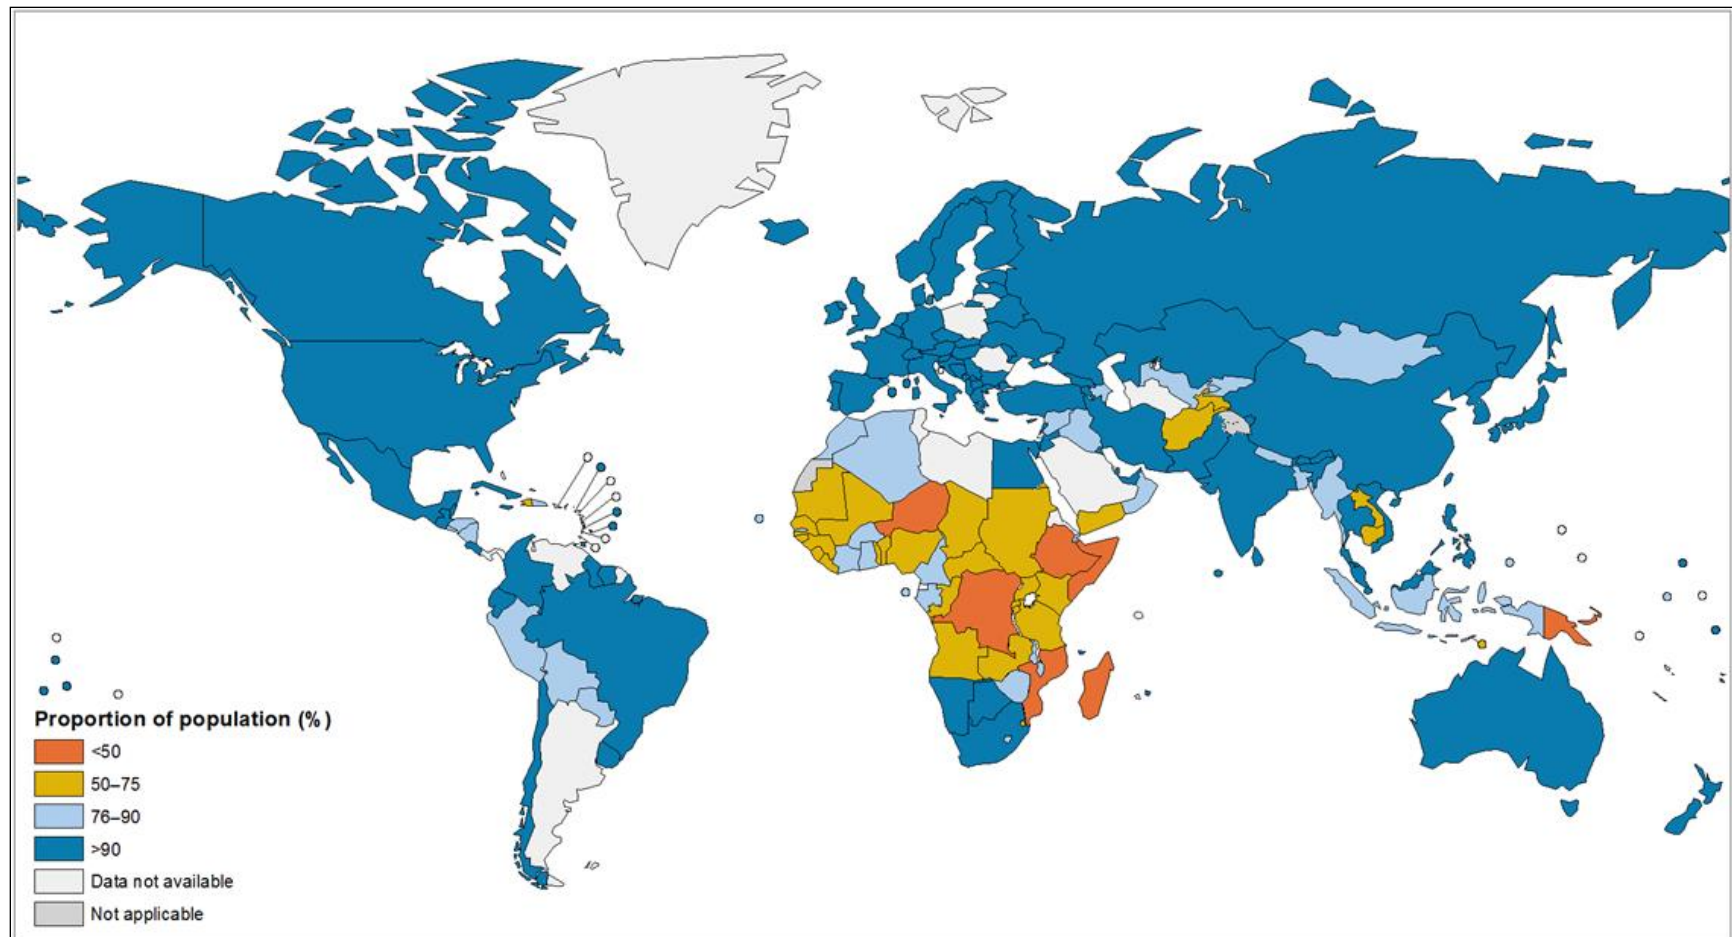 Proportion of population (%)
<50
50–75
76–90
>90
Data not available
Not applicable